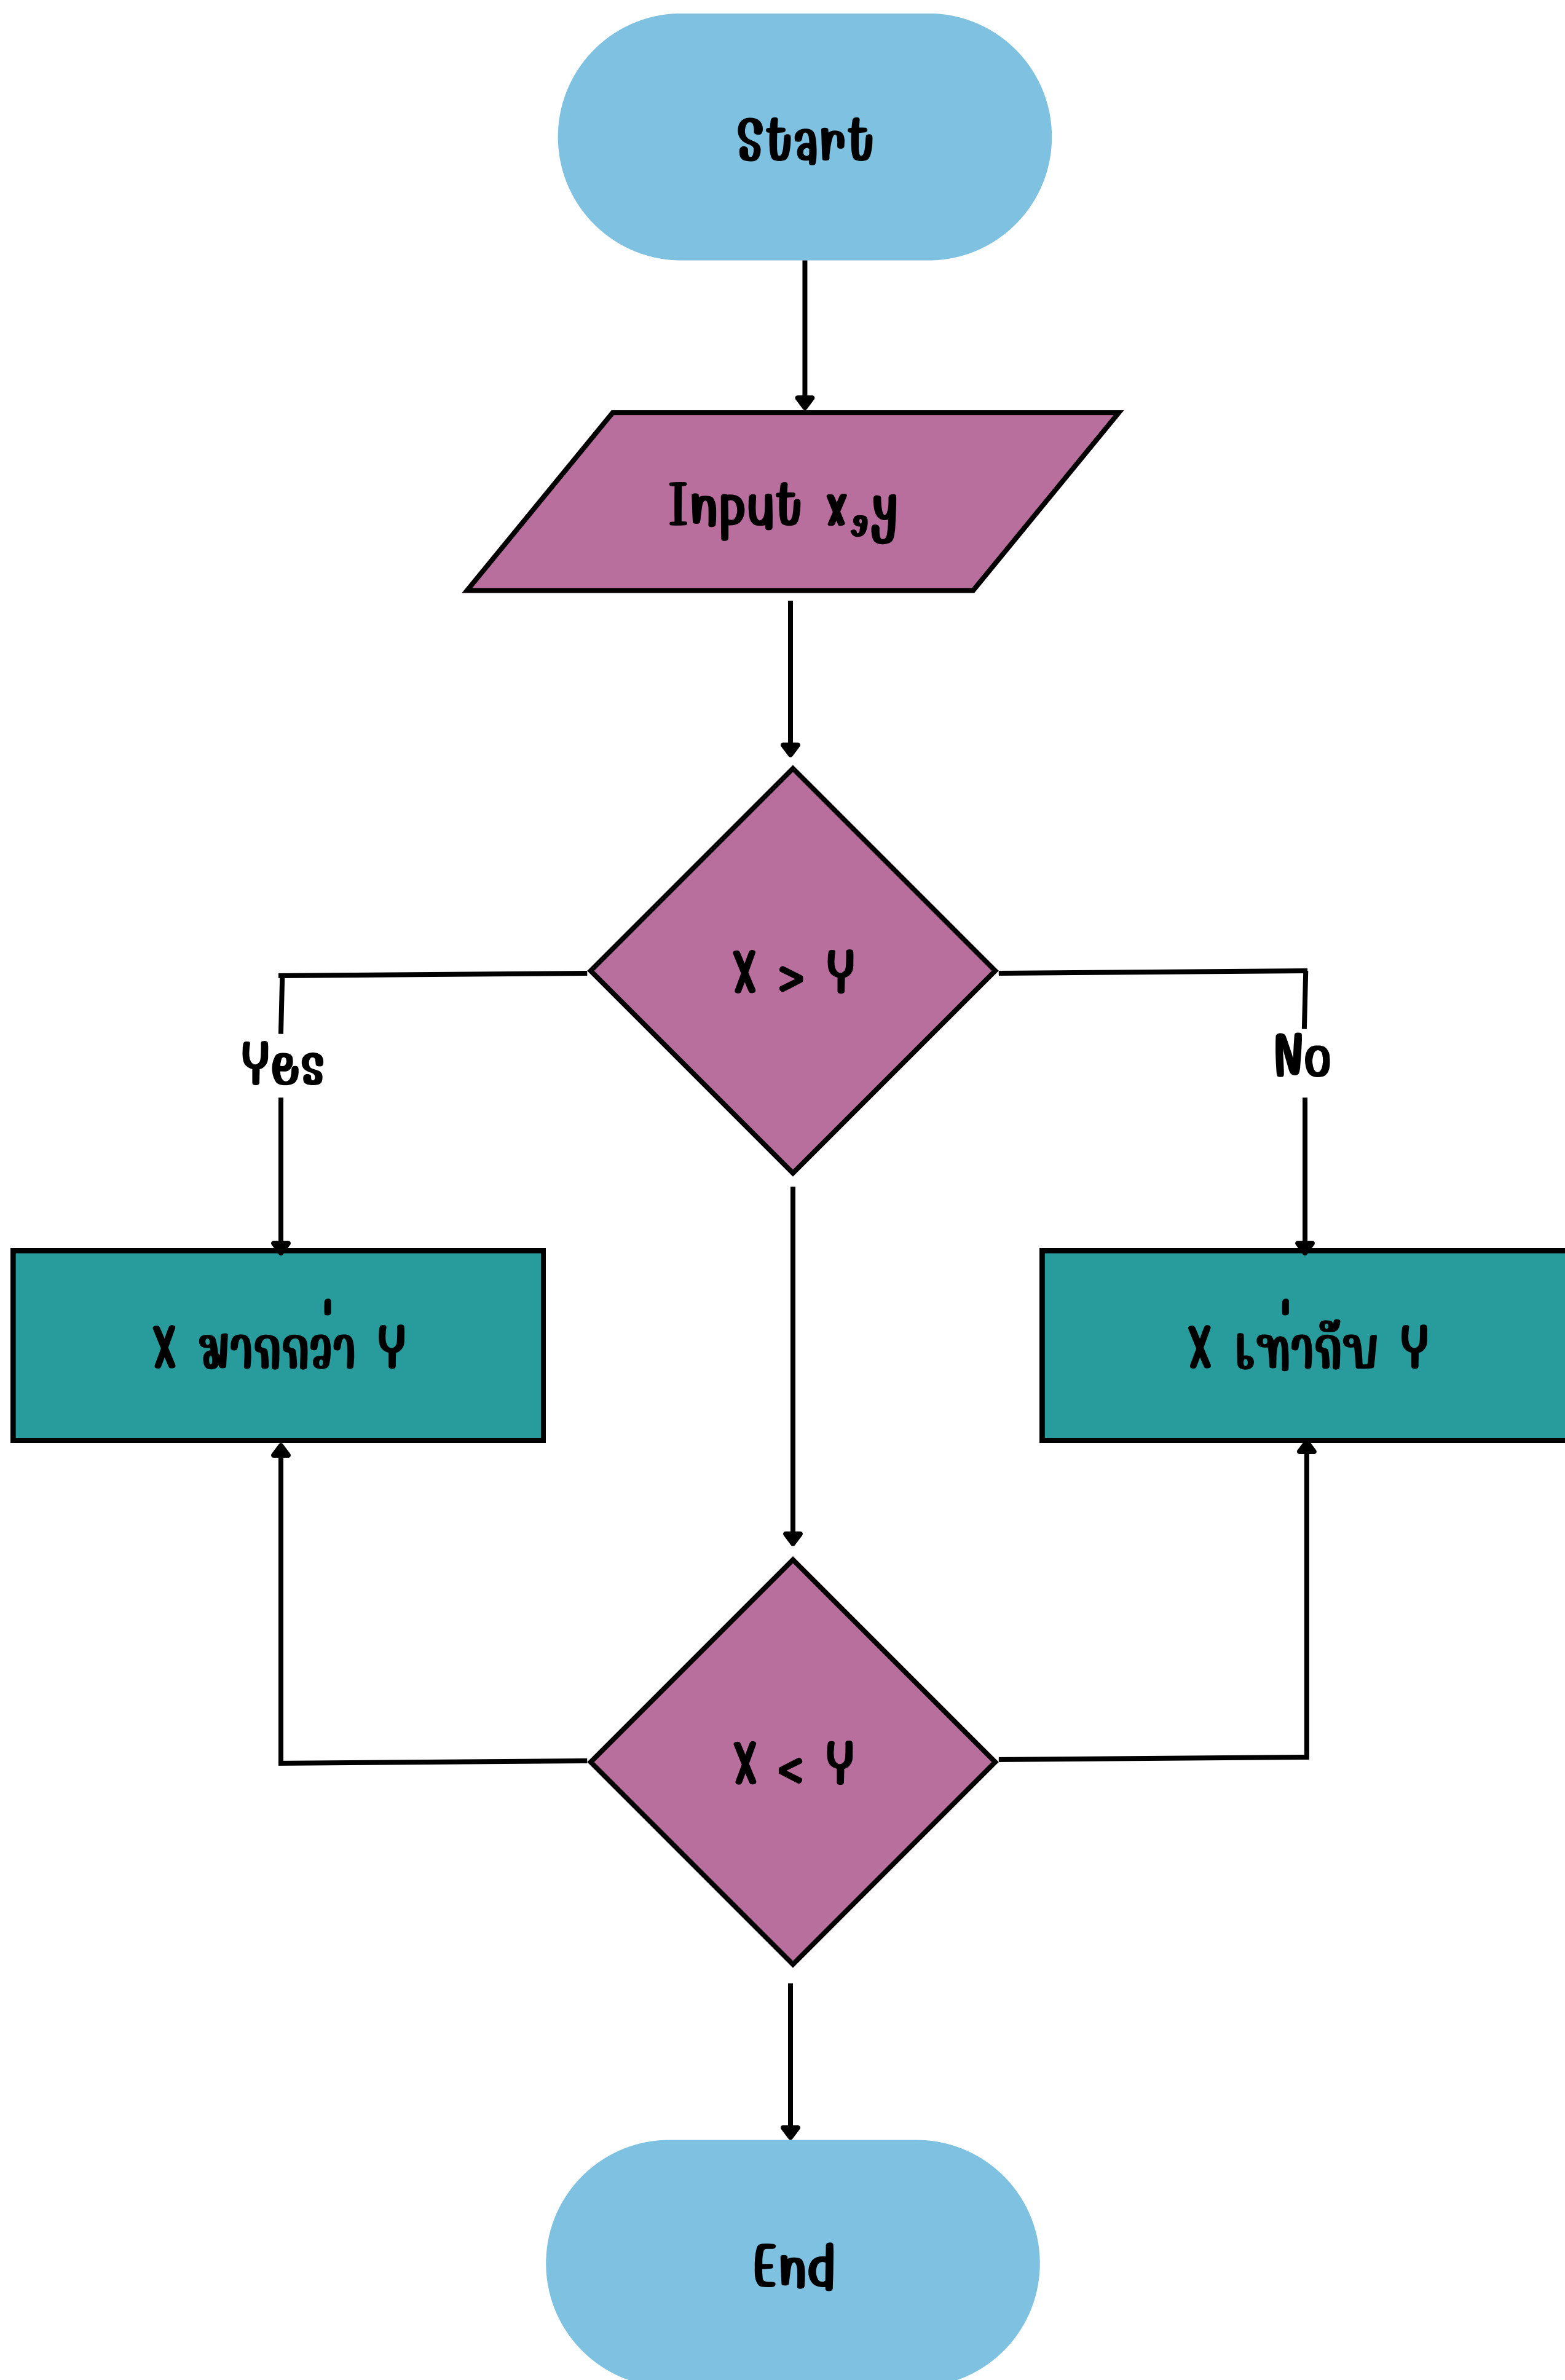 Start
Input x,y
X > Y
Yes
No
X มากกว่า Y
X เท่ากับ Y
X < Y
End